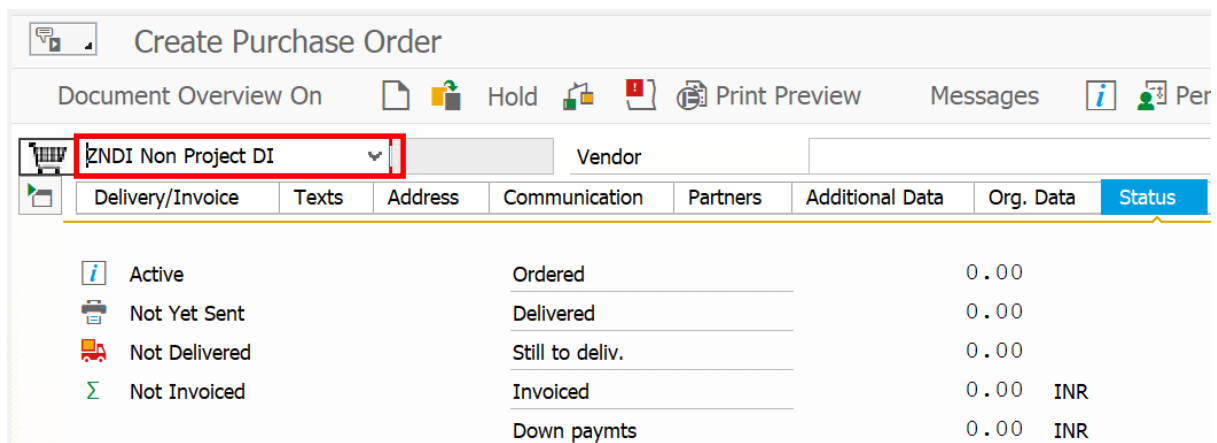 Create Purchase Order
Document Overview On Hold Print Preview Messages Per
ZNDI Non Project DI Vendor
Delivery/Invoice Texts Address Communication Partners Additional Data Org. Data Status
Active Ordered 0.00
Not Yet Sent Delivered 0.00
Not Delivered Still to deliv. 0.00
Not Invoiced Invoiced 0.00 INR
Down paymts 0.00 INR